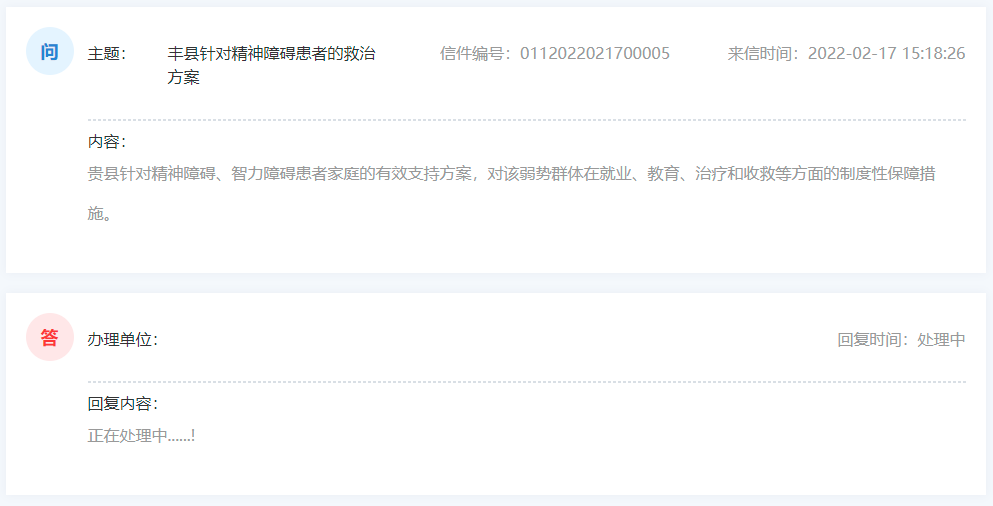 问 主题： 丰县针对精神障碍患者的救治 信件编号：0112022021700005 来信时间：2022-02-17 15:18:26
方案
内容：
贵县针对精神障碍、智力障碍患者家庭的有效支持方案，对该弱势群体在就业、教育、治疗和收救等方面的制度性保障措
施。
答 办理单位： 回复时间：处理中
回复内容：
正在处理中......!